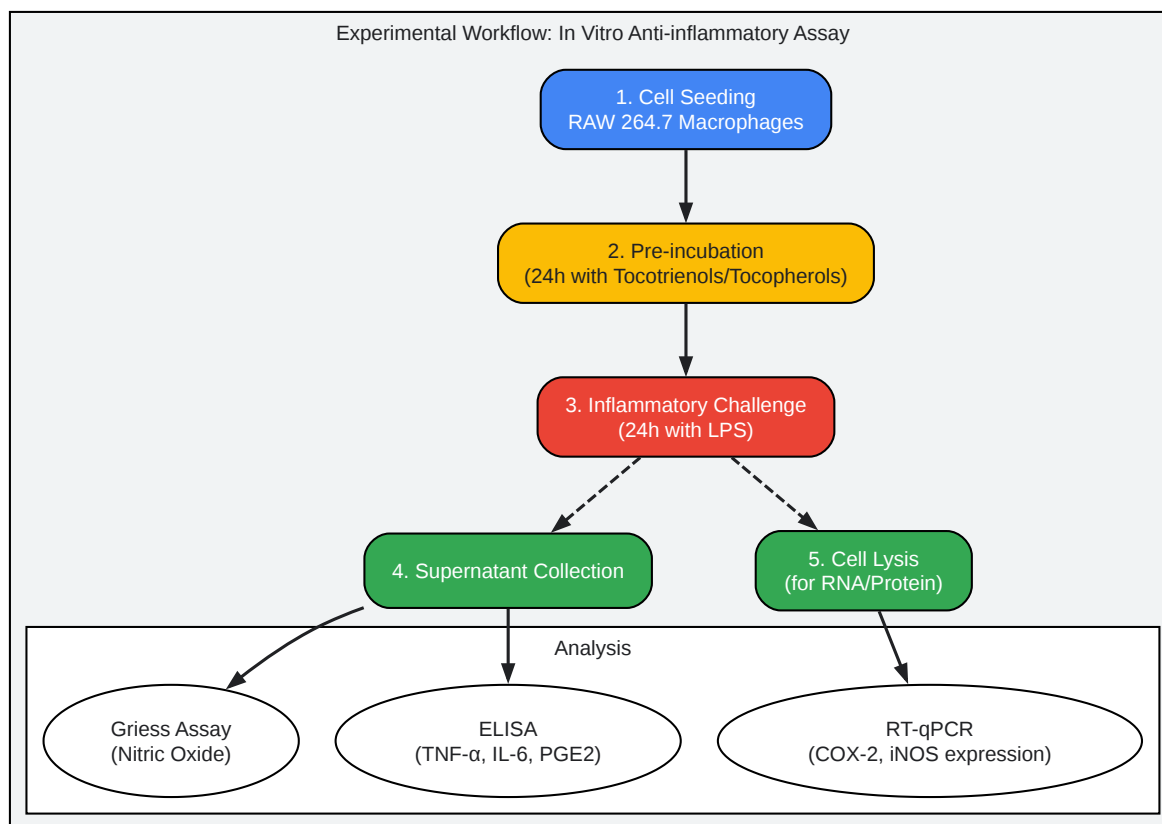 Experimental Workflow: In Vitro Anti-inflammatory Assay
1. Cell Seeding
RAW 264.7 Macrophages
2. Pre-incubation
(24h with Tocotrienols/Tocopherols)
3. Inflammatory Challenge
(24h with LPS)
4. Supernatant Collection
5. Cell Lysis
(for RNA/Protein)
Analysis
Griess Assay
(Nitric Oxide)
ELISA
(TNF-α, IL-6, PGE2)
RT-qPCR
(COX-2, iNOS expression)